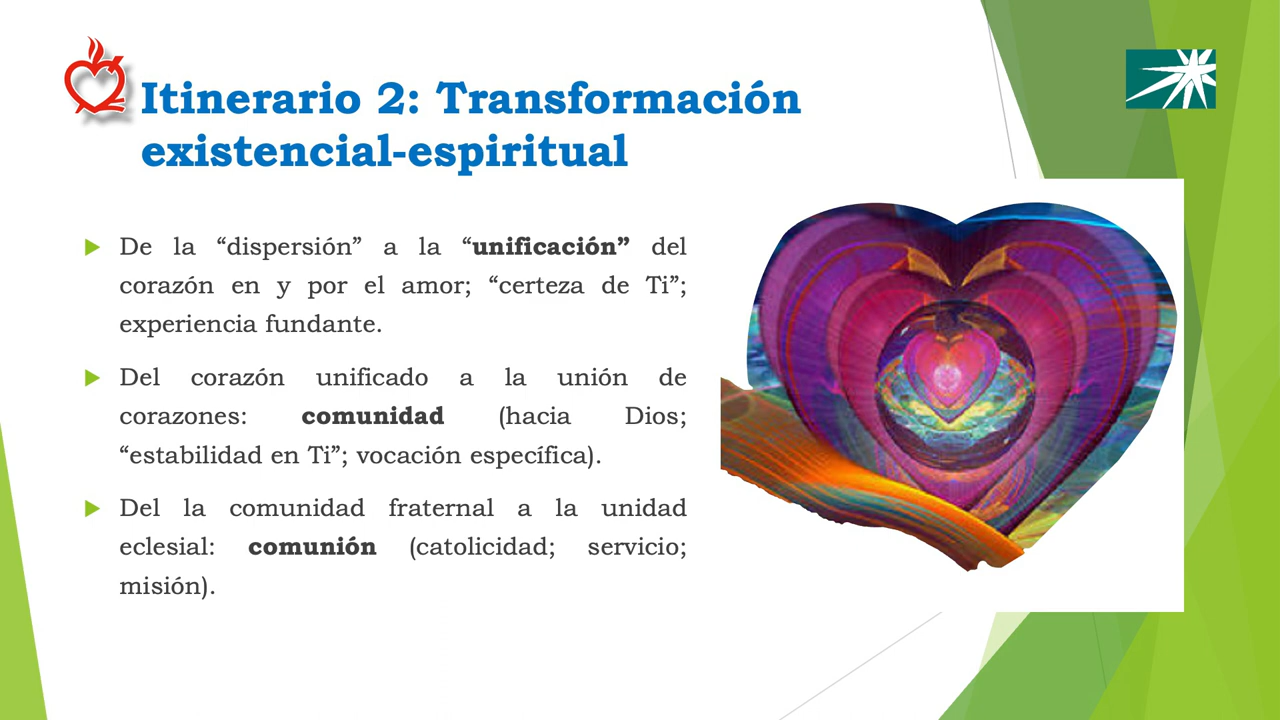 Itinerario 2: Transformación
existencial-espiritual
De la “dispersión” a la “unificación” del
corazón en y por el amor; “certeza de Ti”;
experiencia fundante.
Del corazón unificado a la unión de
corazones: comunidad (hacia Dios;
“estabilidad en Ti”; vocación específica).
Del la comunidad fraternal a la unidad
eclesial: comunión (catolicidad; servicio;
misión).